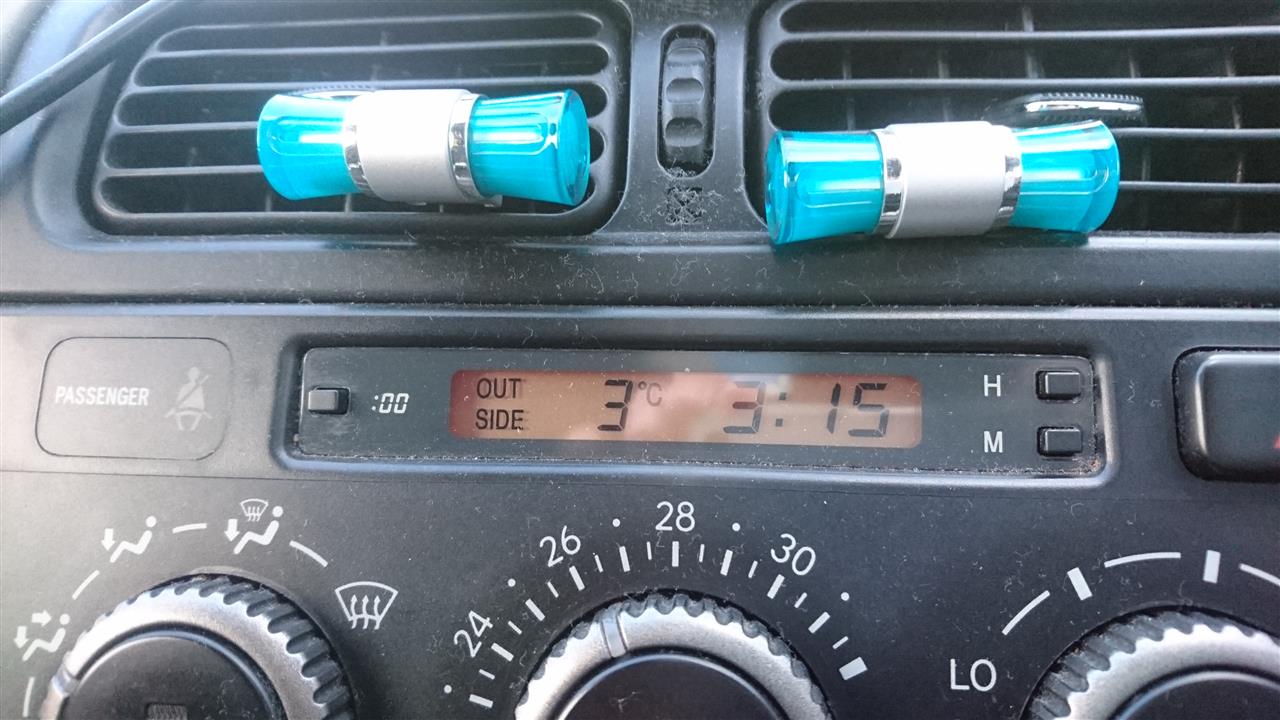 PASSENGER
:00
OUT 3°C 3:15
SIDE
H
M
24 26 28 30
LO